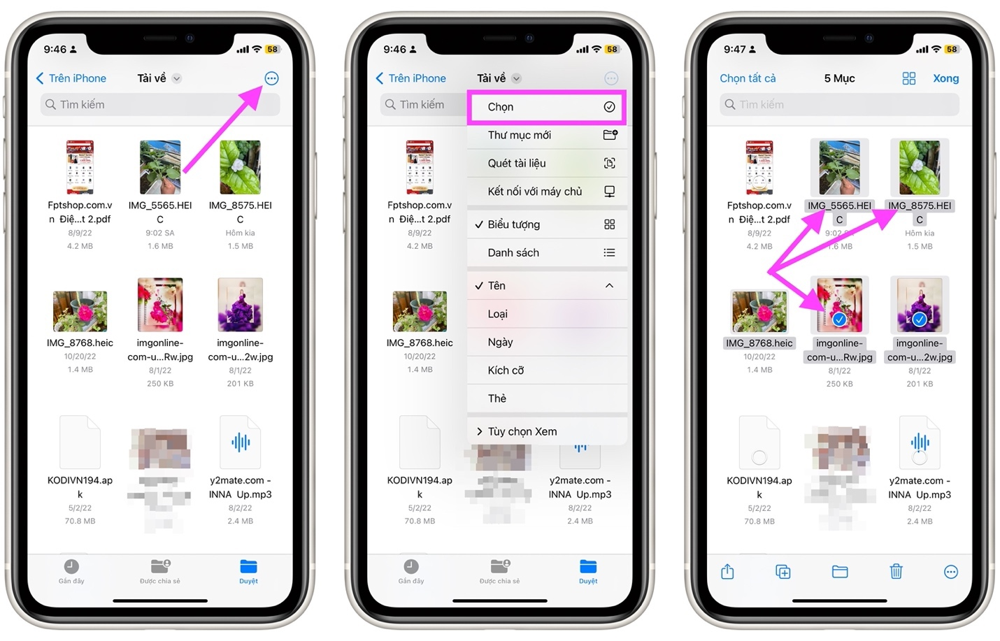 9:46
58
Trên iPhone
Tải về
Tìm kiếm
Fptshop.com.v
n Điệ...t 2.pdf
8/9/22
4.2 MB
IMG_5565.HEI
C
9:02 SA
1.6 MB
IMG_8575.HEI
C
Hôm kia
1.5 MB
IMG_8768.heic
10/20/22
1.4 MB
imgonline-
com-u...Rw.jpg
8/1/22
250 KB
imgonline-
com-u...2w.jpg
8/1/22
201 KB
KODIVN194.ap
k
5/2/22
70.8 MB
y2mate.com -
INNA Up.mp3
8/2/22
2.4 MB
Gần đây
Được chia sẻ
Duyệt
9:46
58
Trên iPhone
Tải về
Tìm kiếm
Chọn
Thư mục mới
Quét tài liệu
Kết nối với máy chủ
Biểu tượng
Danh sách
Tên
Loại
Ngày
Kích cỡ
Thẻ
Tùy chọn Xem
Fptshop.com.v
n Điệ...t 2.pdf
8/9/22
4.2 MB
IMG_8768.heic
10/20/22
1.4 MB
KODIVN194.ap
k
5/2/22
70.8 MB
y2mate.com -
INNA Up.mp3
8/2/22
2.4 MB
Gần đây
Được chia sẻ
Duyệt
9:47
58
Chọn tất cả
5 Mục
Xong
Tìm kiếm
Fptshop.com.v
n Điệ...t 2.pdf
8/9/22
4.2 MB
IMG_5565.HEI
C
9:02
1.6 MB
IMG_8575.HEI
C
Hôm kia
1.5 MB
IMG_8768.heic
10/20/22
1.4 MB
imgonline-
com-u...Rw.jpg
8/1/22
250 KB
imgonline-
com-u...2w.jpg
8/1/22
201 KB
KODIVN194.ap
k
5/2/22
70.8 MB
y2mate.com -
INNA Up.mp3
8/2/22
2.4 MB